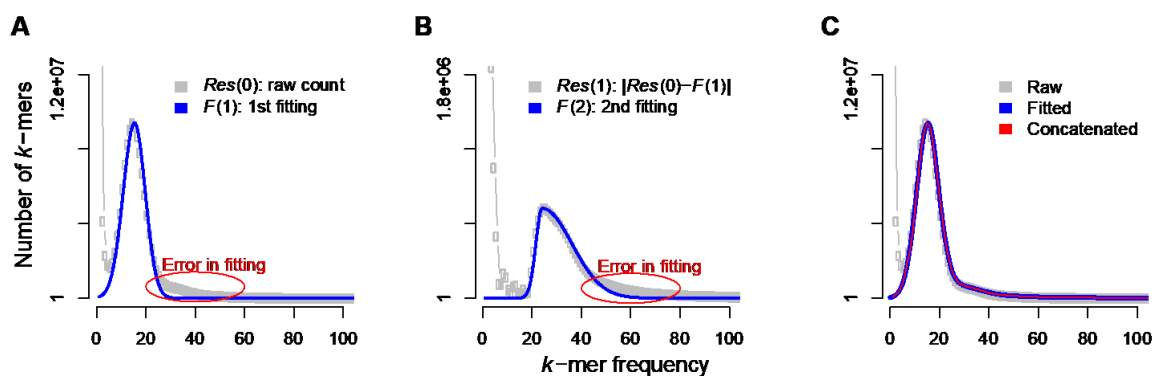 A
Number of k−mers
1.2e+07
1
Res(0): raw count
F(1): 1st fitting
Error in fitting
0 20 40 60 80 100
B
1.8e+06
1
Res(1): |Res(0)−F(1)|
F(2): 2nd fitting
Error in fitting
0 20 40 60 80 100
k−mer frequency
C
1.2e+07
1
Raw
Fitted
Concatenated
0 20 40 60 80 100